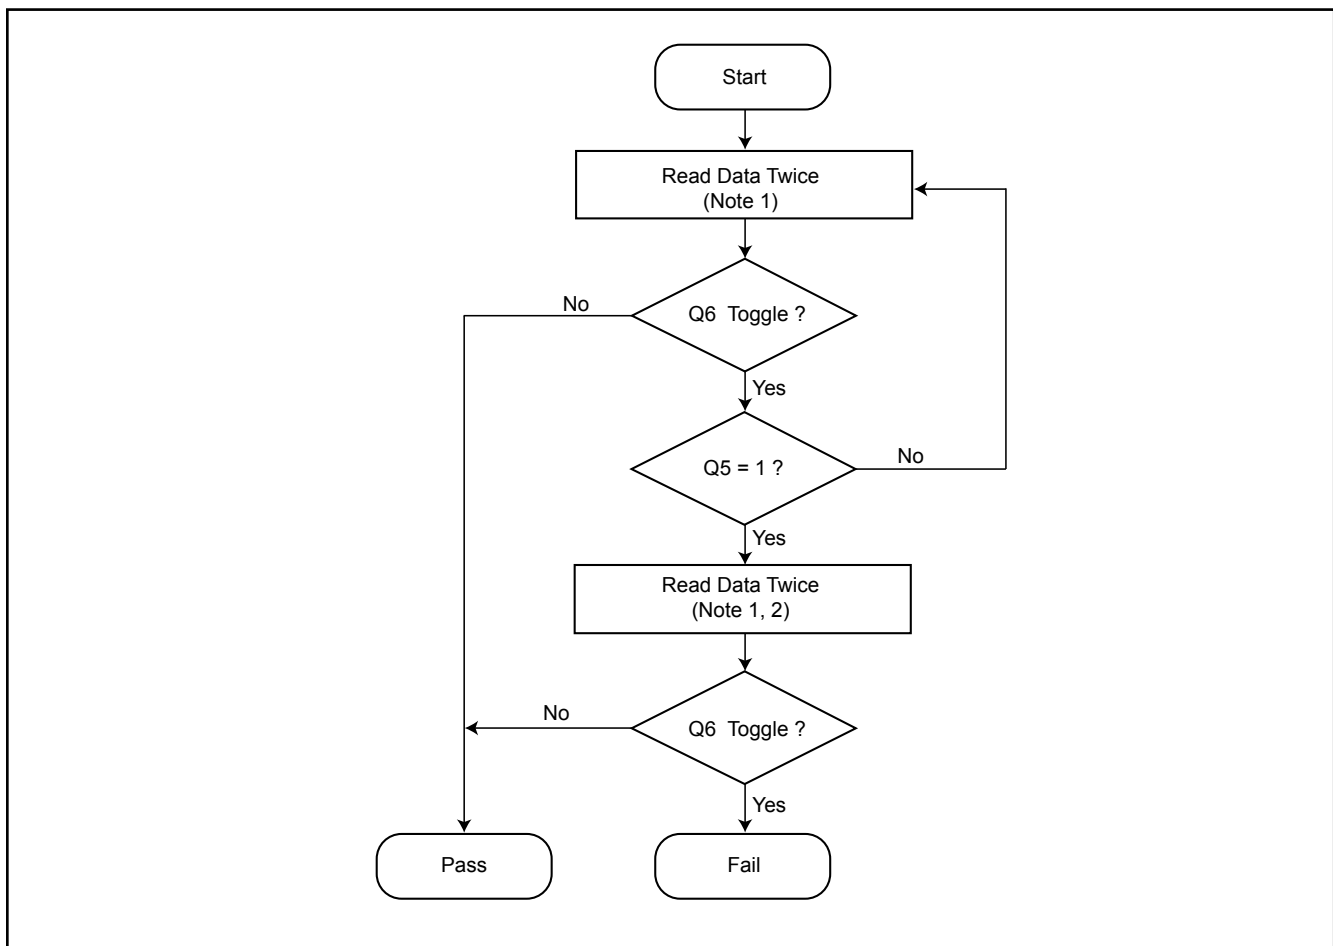 Start
Read Data Twice
(Note 1)
Q6 Toggle ?
No
Yes
Q5 = 1 ?
No
Yes
Read Data Twice
(Note 1, 2)
Q6 Toggle ?
No
Yes
Pass
Fail